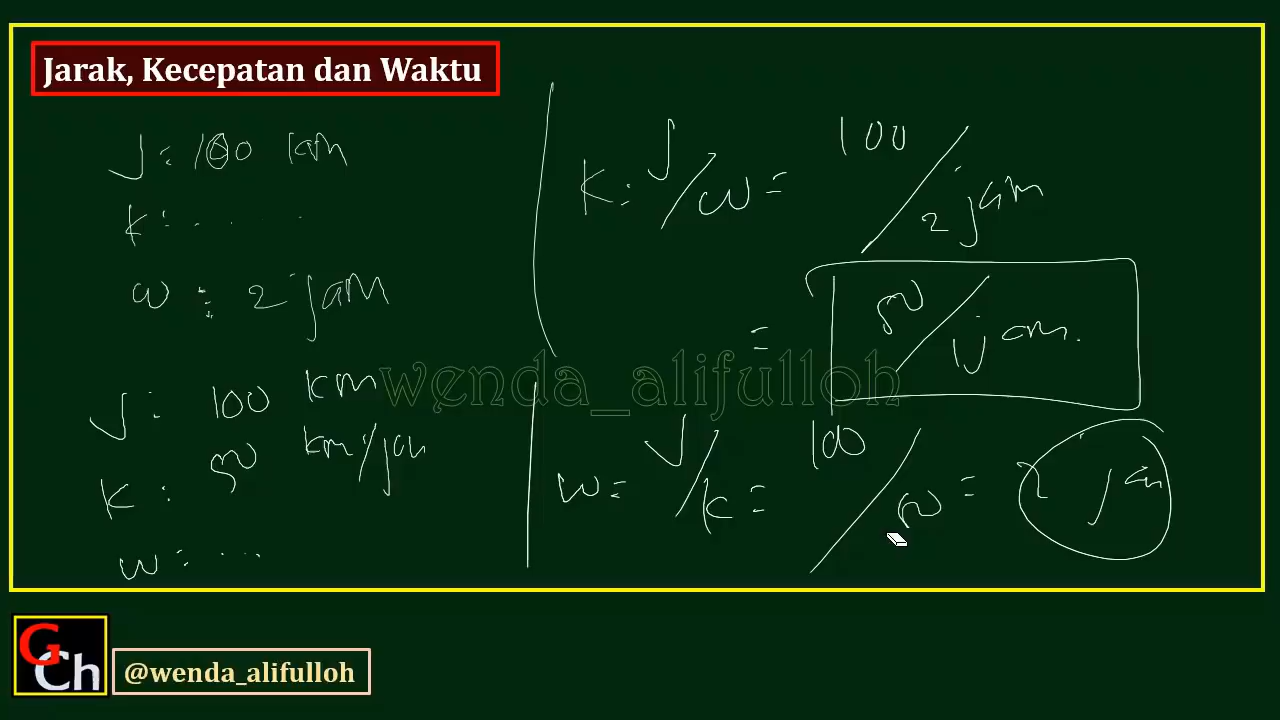 Jarak, Kecepatan dan Waktu
J = 100 km
K = ......
W = 2 jam
J = 100 km
K = 50 km/jam
W = ....
K = J/W = 100/2 jam
= 50/jam.
W = J/K = 100/50 = 2 jam
wenda_alifulloh
GCh
@wenda_alifulloh